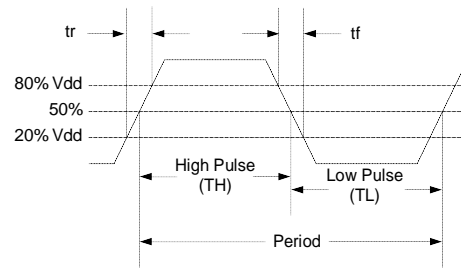 tr
tf
80% Vdd
50%
20% Vdd
High Pulse
(TH)
Low Pulse
(TL)
Period